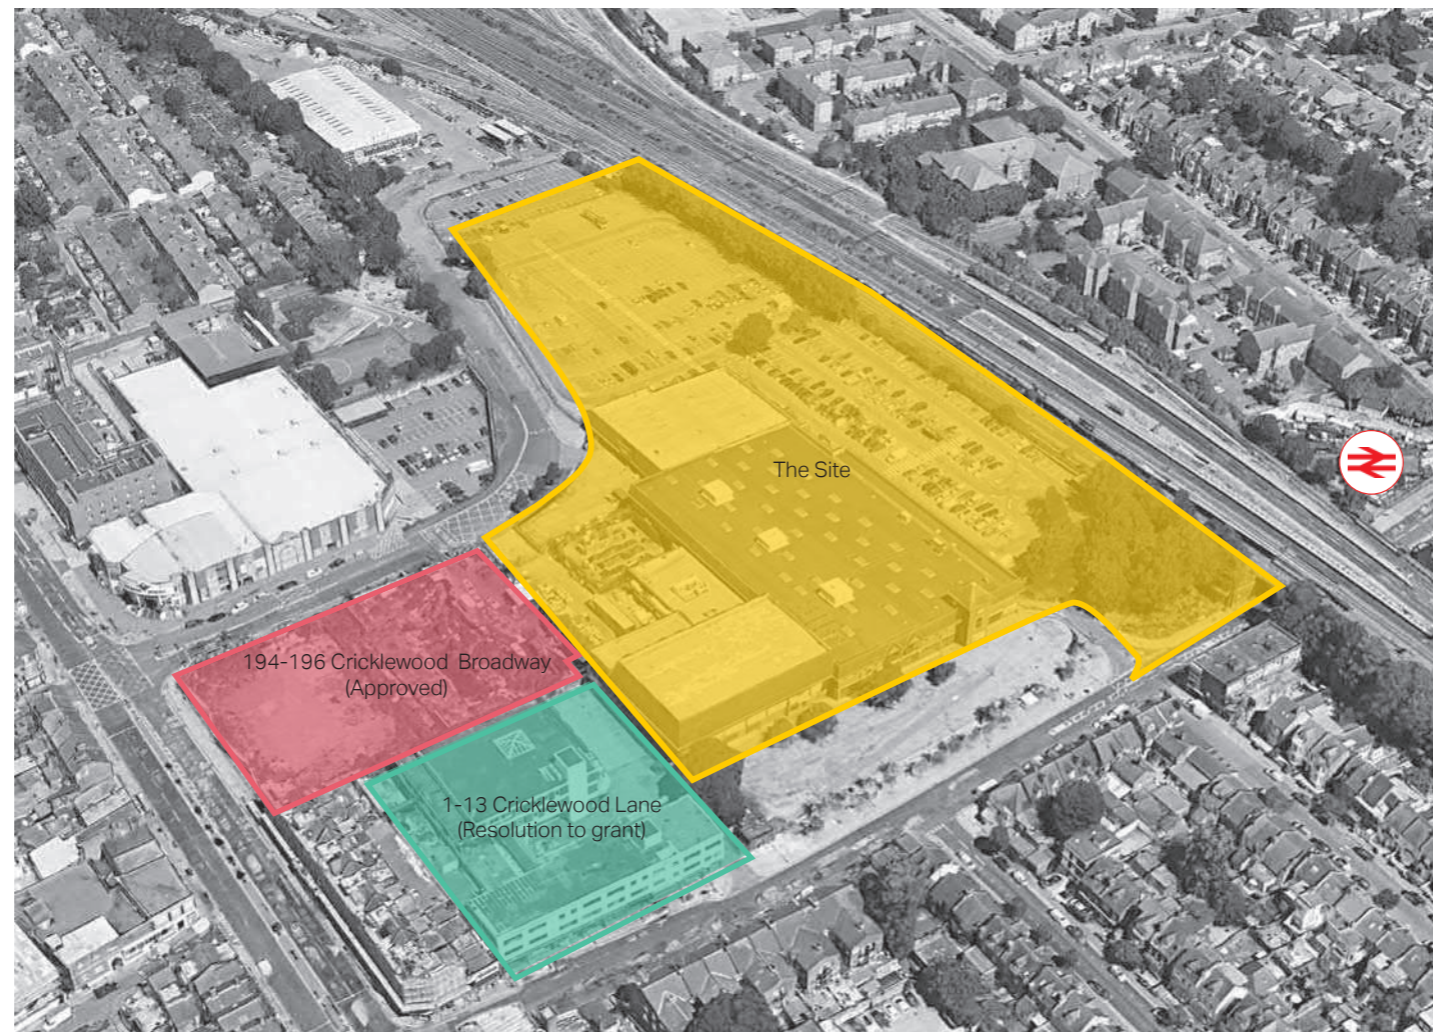 The Site
194-196 Cricklewood Broadway
(Approved)
1-13 Cricklewood Lane
(Resolution to grant)